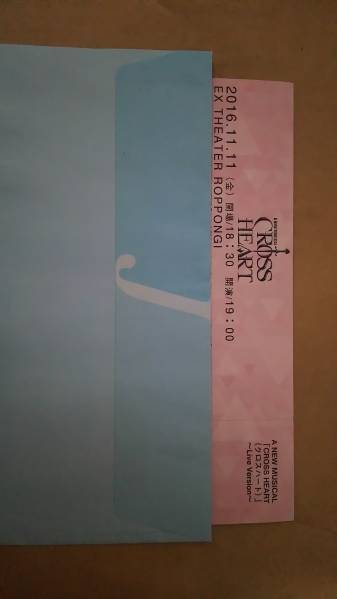 CROSS
HEART
2016.11.11（金）開場/18：30　開演/19：00
EX THEATER ROPPONGI
A NEW MUSICAL
「CROSS HEART
(クロスハート)」
～Live Version～
f